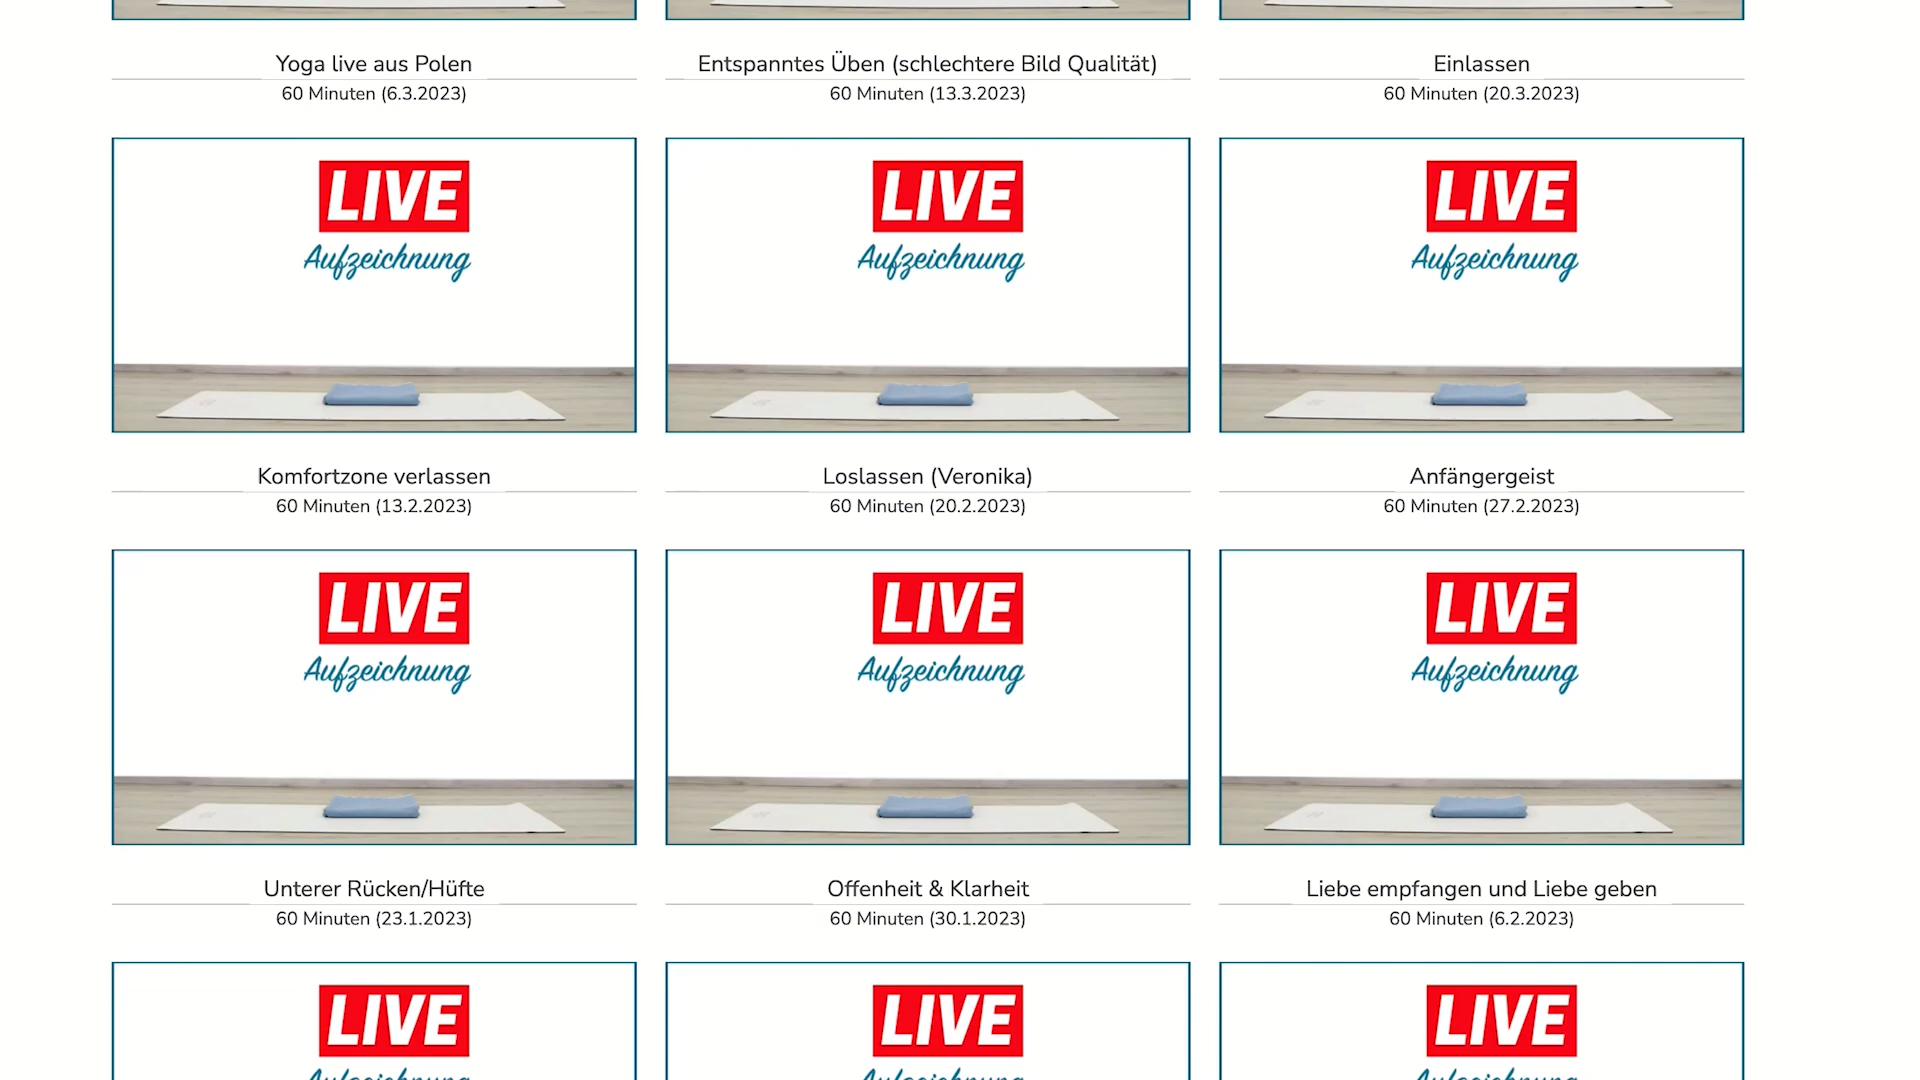 Yoga live aus Polen
60 Minuten (6.3.2023)
Entspanntes Üben (schlechtere Bild Qualität)
60 Minuten (13.3.2023)
Einlassen
60 Minuten (20.3.2023)
LIVE
Aufzeichnung
LIVE
Aufzeichnung
LIVE
Aufzeichnung
Komfortzone verlassen
60 Minuten (13.2.2023)
Loslassen (Veronika)
60 Minuten (20.2.2023)
Anfängergeist
60 Minuten (27.2.2023)
LIVE
Aufzeichnung
LIVE
Aufzeichnung
LIVE
Aufzeichnung
Unterer Rücken/Hüfte
60 Minuten (23.1.2023)
Offenheit & Klarheit
60 Minuten (30.1.2023)
Liebe empfangen und Liebe geben
60 Minuten (6.2.2023)
LIVE
Aufzeichnung
LIVE
Aufzeichnung
LIVE
Aufzeichnung